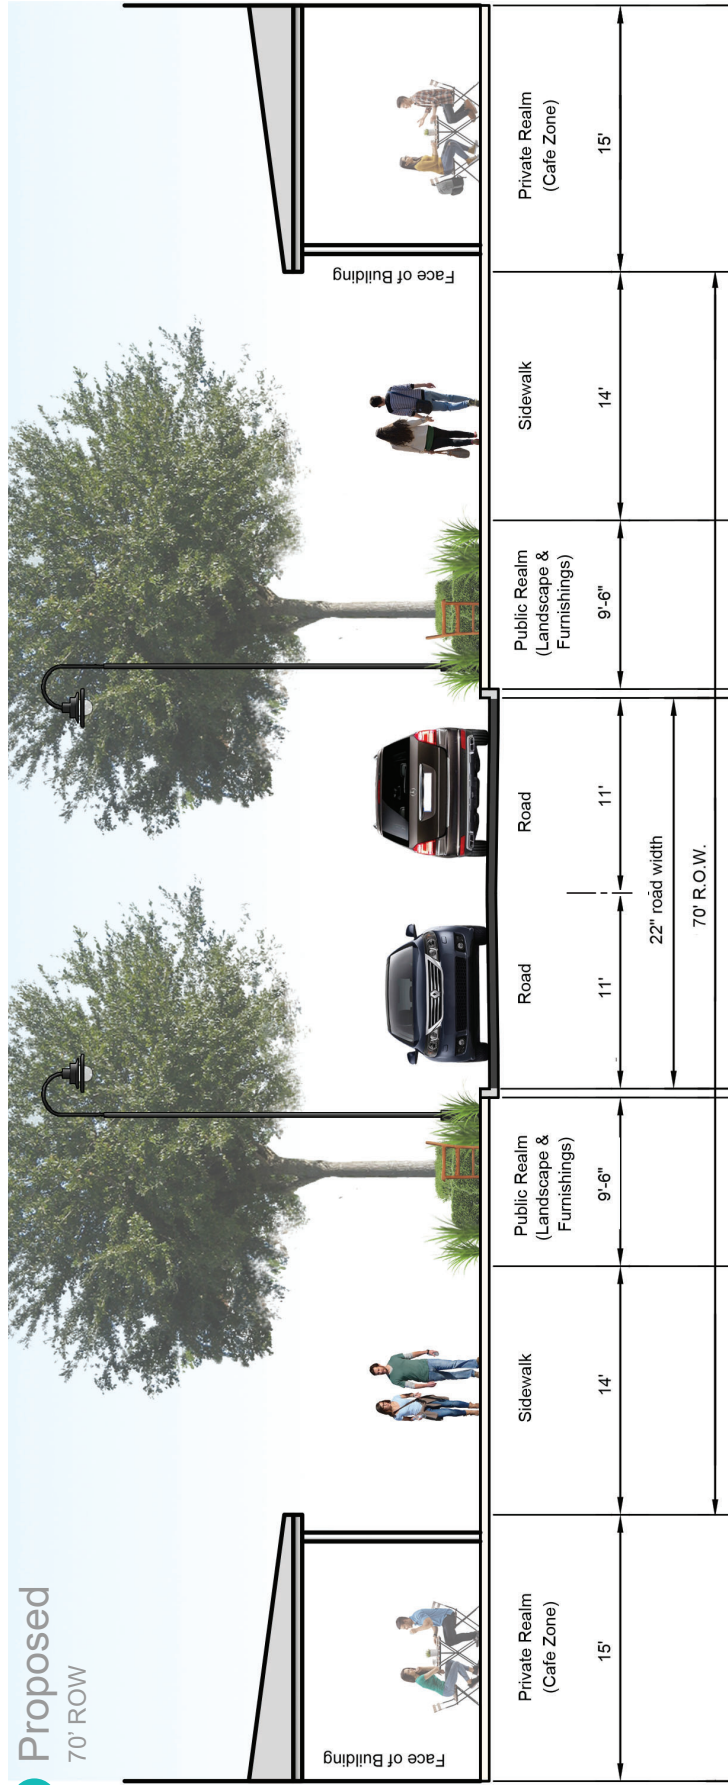 Proposed
70' ROW
Face of Building
Face of Building
Private Realm
(Cafe Zone)
Sidewalk
Public Realm
(Landscape &
Furnishings)
Road
Road
Public Realm
(Landscape &
Furnishings)
Sidewalk
Private Realm
(Cafe Zone)
15'
14'
9'-6"
11'
11'
9'-6"
14'
15'
22" road width
70' R.O.W.